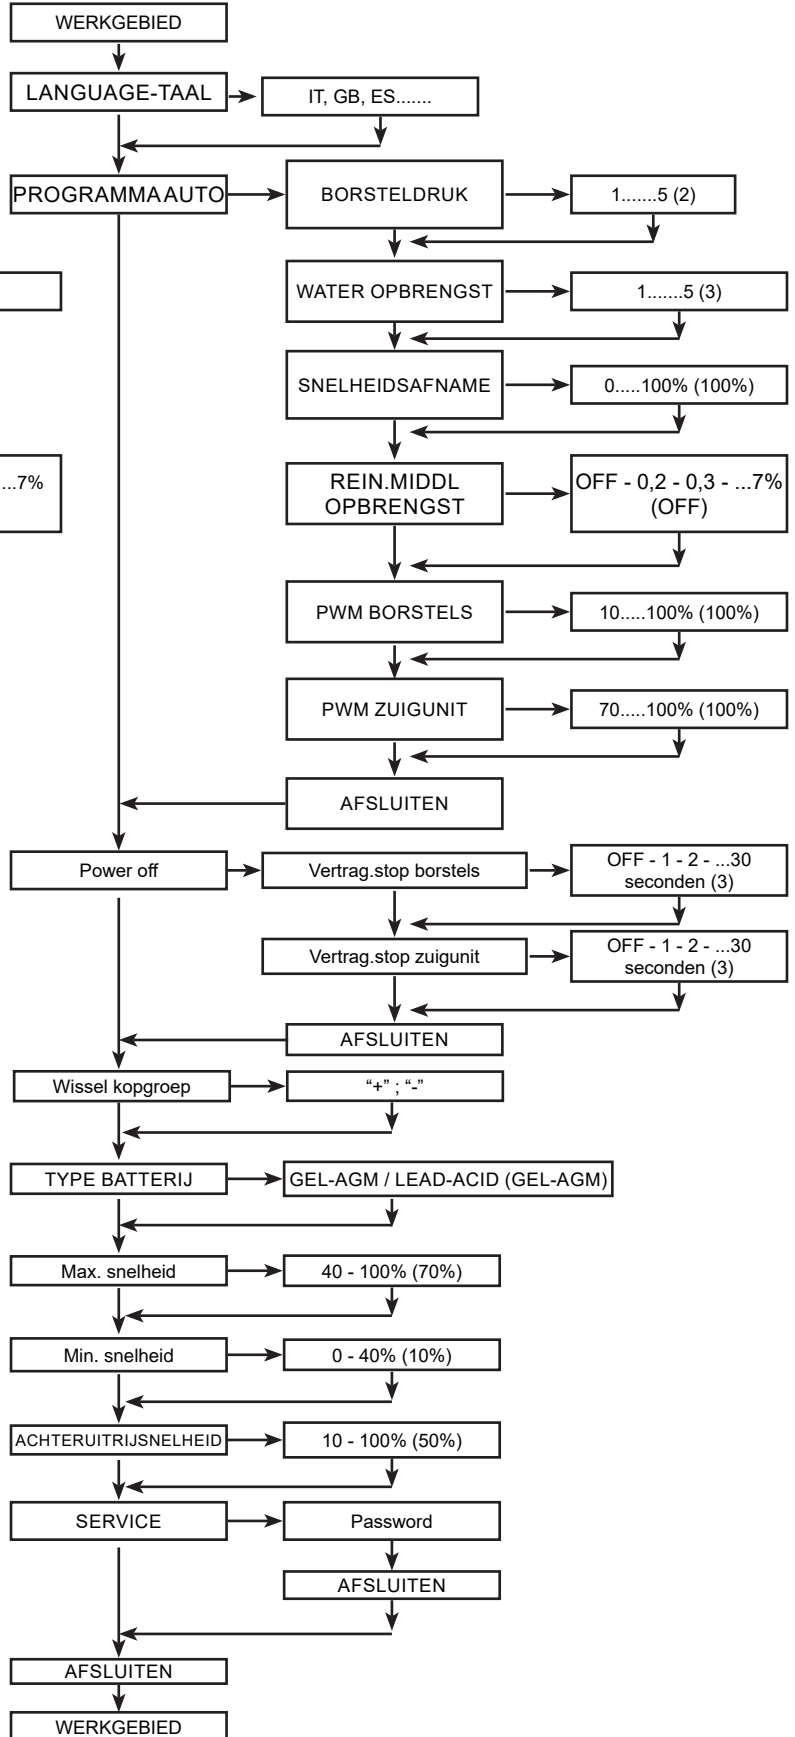 WERKGEBIED
LANGUAGE-TAAL
IT, GB, ES.......
PROGRAMMA AUTO
BORSTELDRUK
1.......5 (2)
WATER OPBRENGST
1.......5 (3)
SNELHEIDSAFNAME
0.....100% (100%)
...7%
REIN.MIDDL
OPBRENGST
OFF - 0,2 - 0,3 - ...7%
(OFF)
PWM BORSTELS
10.....100% (100%)
PWM ZUIGUNIT
70.....100% (100%)
AFSLUITEN
Power off
Vertrag.stop borstels
OFF - 1 - 2 - ...30
seconden (3)
Vertrag.stop zuigunit
OFF - 1 - 2 - ...30
seconden (3)
AFSLUITEN
Wissel kopgroep
“+” ; “-”
TYPE BATTERIJ
GEL-AGM / LEAD-ACID (GEL-AGM)
Max. snelheid
40 - 100% (70%)
Min. snelheid
0 - 40% (10%)
ACHTERUITRIJSNELHEID
10 - 100% (50%)
SERVICE
Password
AFSLUITEN
AFSLUITEN
WERKGEBIED